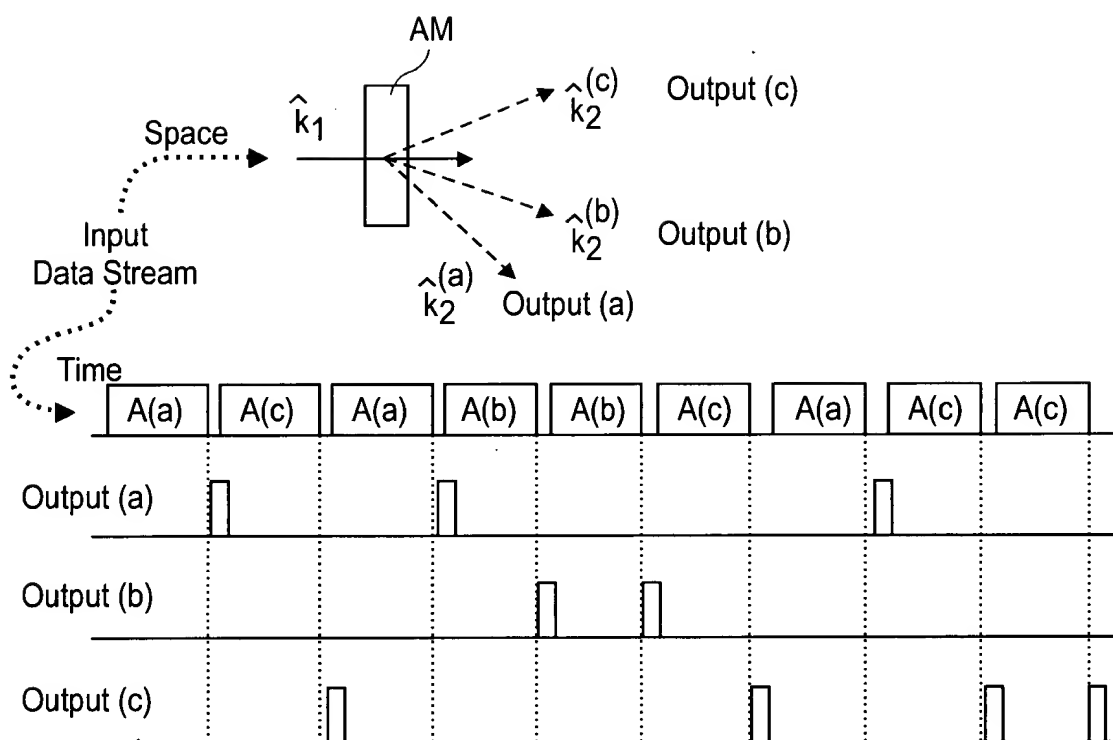 AM
k̂₁
k̂₂^(c) Output (c)
Space
k̂₂^(b) Output (b)
Input
Data Stream
k̂₂^(a) Output (a)
Time
A(a) A(c) A(a) A(b) A(b) A(c) A(a) A(c) A(c)
Output (a)
Output (b)
Output (c)